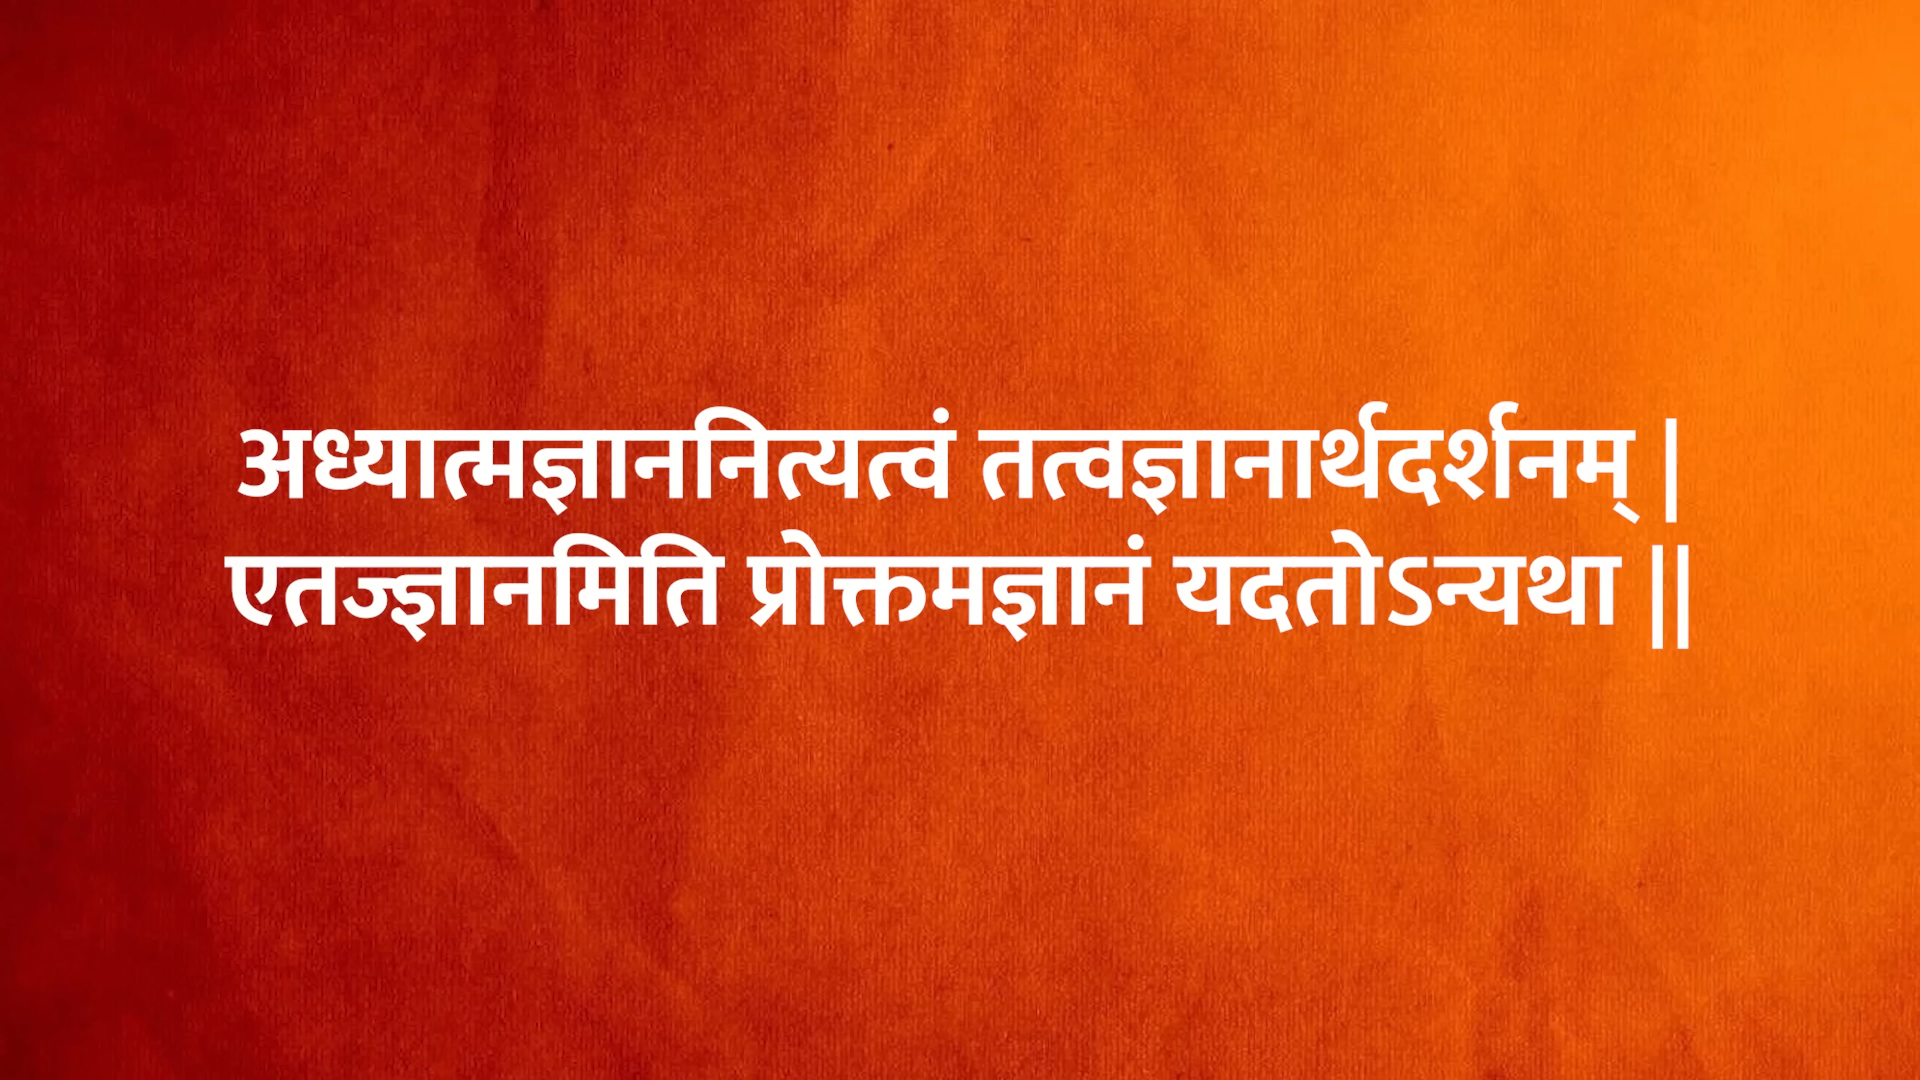 अध्यात्मज्ञाननित्यत्वं तत्वज्ञानार्थदर्शनम् |
एतज्ज्ञानमिति प्रोक्तमज्ञानं यदतोऽन्यथा ||